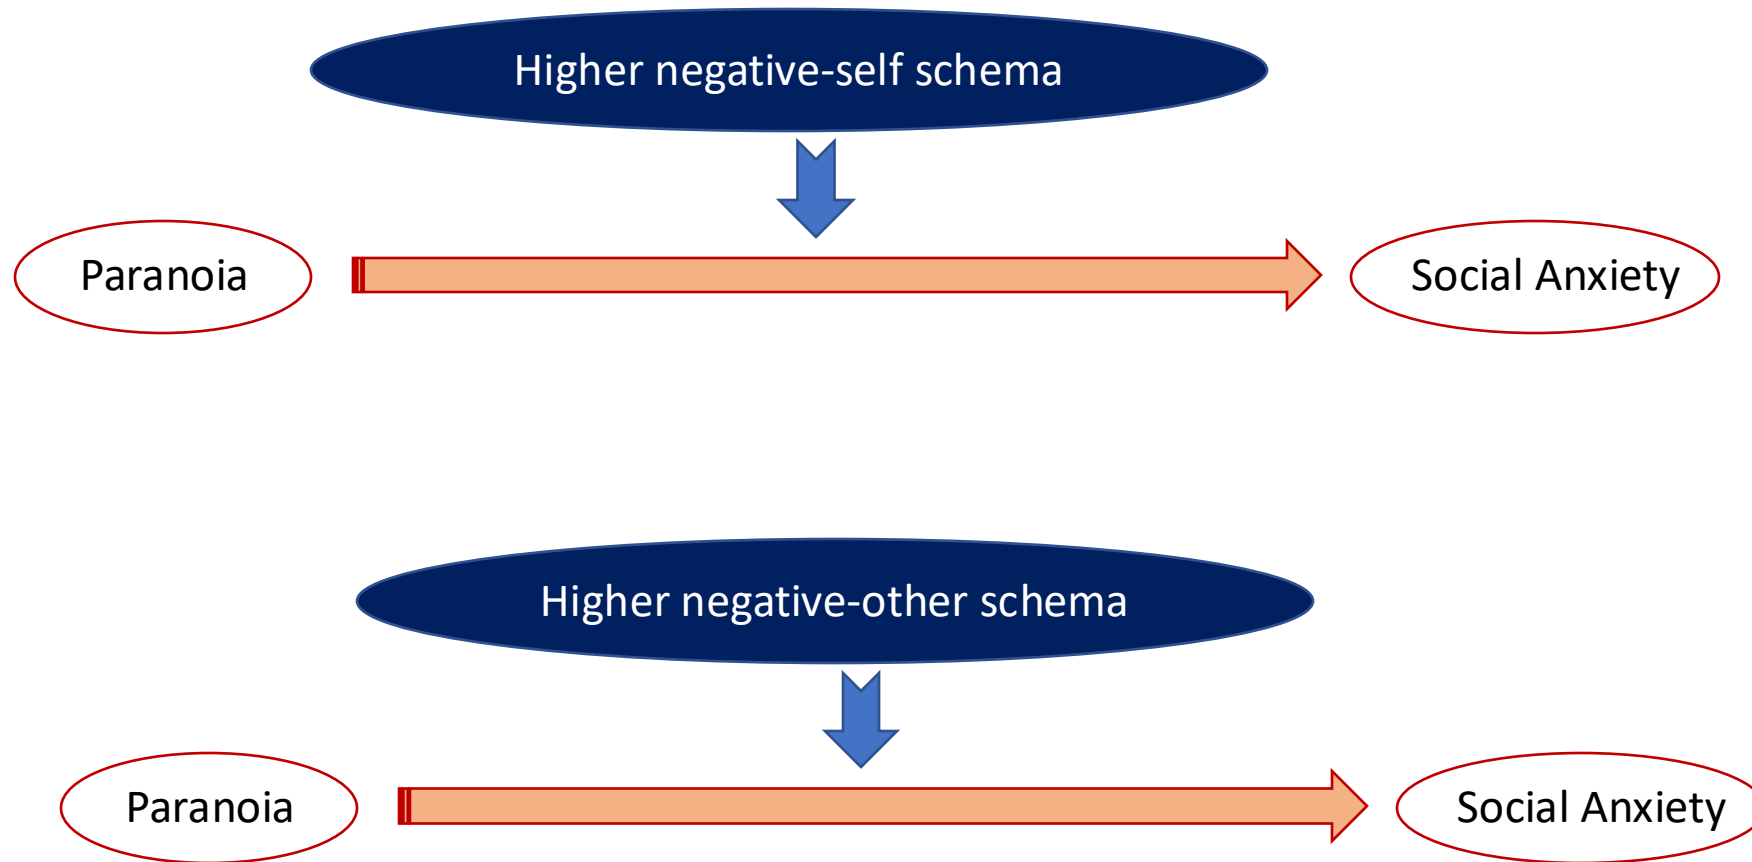 Higher negative-self schema
Paranoia
Social Anxiety
Higher negative-other schema
Paranoia
Social Anxiety